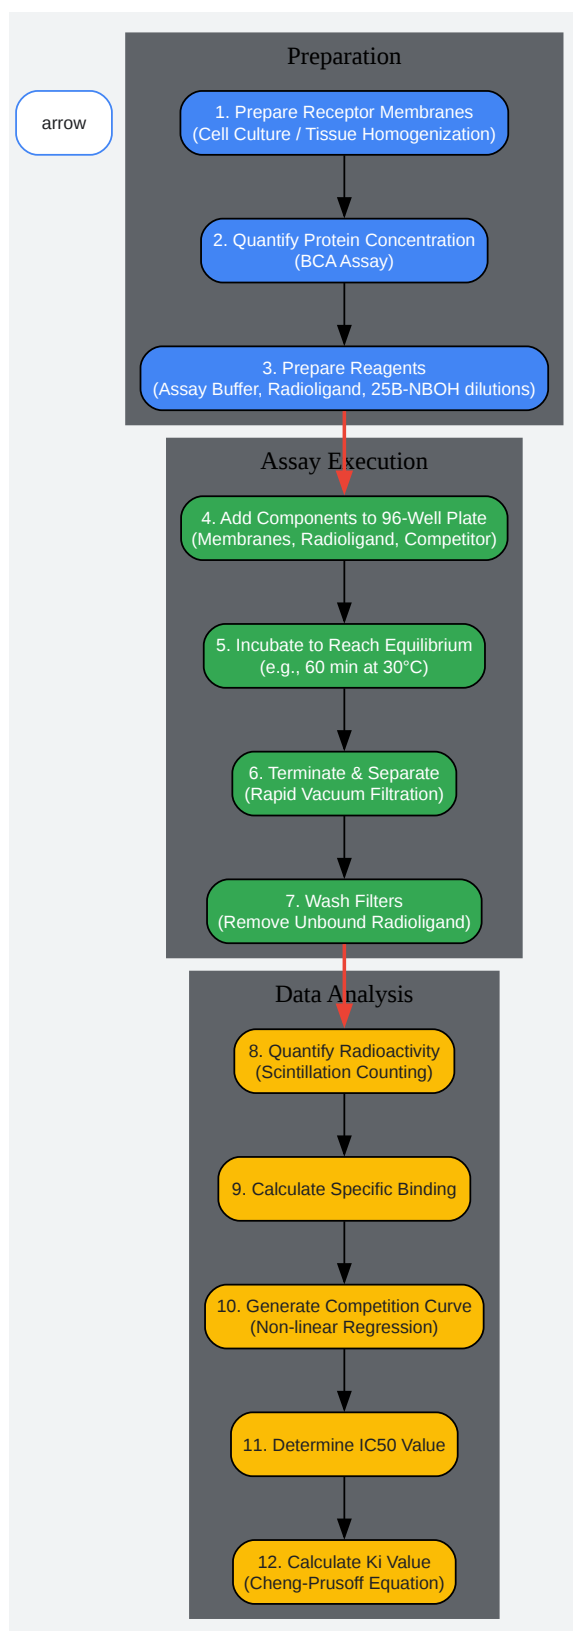 Preparation
arrow
1. Prepare Receptor Membranes
(Cell Culture / Tissue Homogenization)
2. Quantify Protein Concentration
(BCA Assay)
3. Prepare Reagents
(Assay Buffer, Radioligand, 25B-NBOH dilutions)
Assay Execution
4. Add Components to 96-Well Plate
(Membranes, Radioligand, Competitor)
5. Incubate to Reach Equilibrium
(e.g., 60 min at 30°C)
6. Terminate & Separate
(Rapid Vacuum Filtration)
7. Wash Filters
(Remove Unbound Radioligand)
Data Analysis
8. Quantify Radioactivity
(Scintillation Counting)
9. Calculate Specific Binding
10. Generate Competition Curve
(Non-linear Regression)
11. Determine IC50 Value
12. Calculate Ki Value
(Cheng-Prusoff Equation)